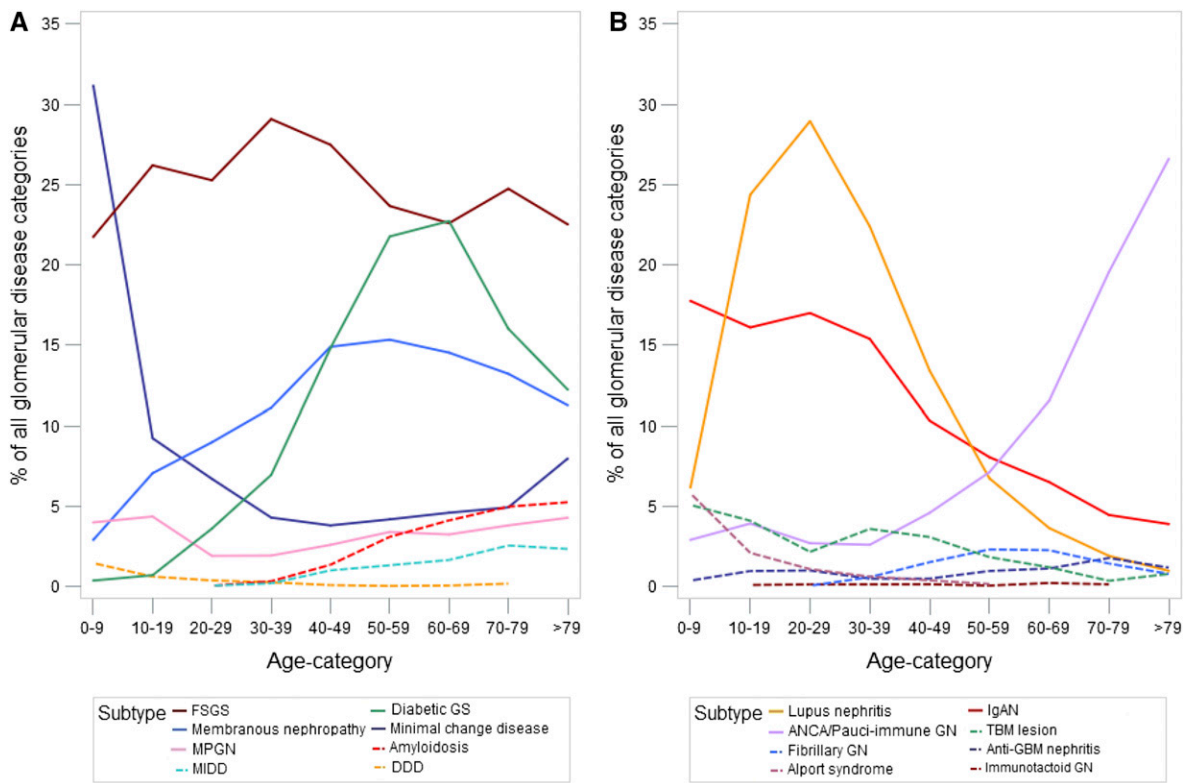 A
B
% of all glomerular disease categories
35
30
25
20
15
10
5
0
0-9 10-19 20-29 30-39 40-49 50-59 60-69 70-79 >79
Age-category
Subtype
FSGS Diabetic GS
Membranous nephropathy Minimal change disease
MPGN Amyloidosis
MIDD DDD
% of all glomerular disease categories
35
30
25
20
15
10
5
0
0-9 10-19 20-29 30-39 40-49 50-59 60-69 70-79 >79
Age-category
Subtype
Lupus nephritis IgAN
ANCA/Pauci-immune GN TBM lesion
Fibrillary GN Anti-GBM nephritis
Alport syndrome Immunotactoid GN